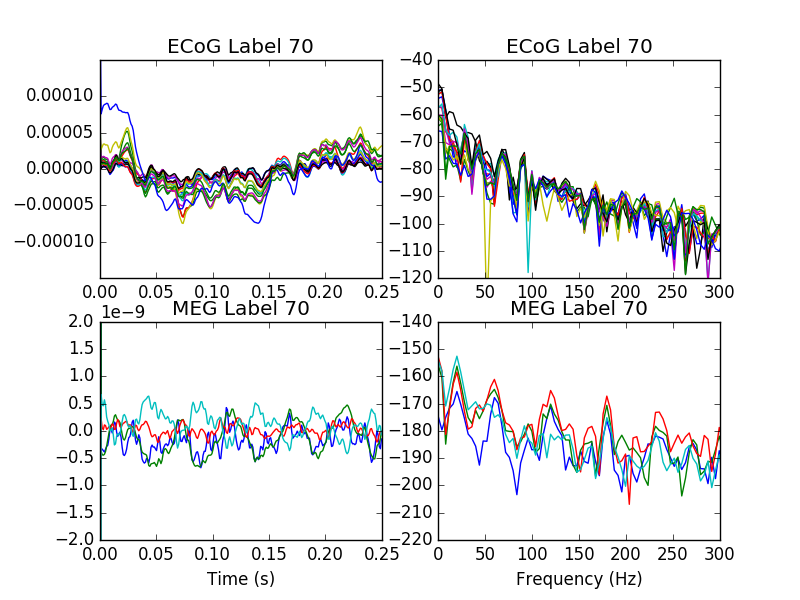 ECoG Label 70
0.00010
0.00005
0.00000
−0.00005
−0.00010
0.00 0.05 0.10 0.15 0.20 0.25
ECoG Label 70
−40
−50
−60
−70
−80
−90
−100
−110
−120
0 50 100 150 200 250 300
MEG Label 70
1e−9
2.0
1.5
1.0
0.5
0.0
−0.5
−1.0
−1.5
−2.0
0.00 0.05 0.10 0.15 0.20 0.25
Time (s)
MEG Label 70
−140
−150
−160
−170
−180
−190
−200
−210
−220
0 50 100 150 200 250 300
Frequency (Hz)